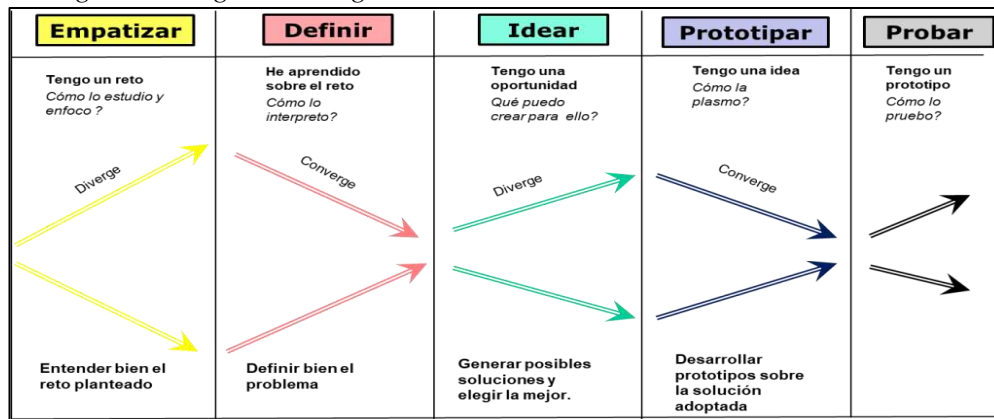 Empatizar
Definir
Idear
Prototipar
Probar
Tengo un reto
Cómo lo estudio y
enfoco ?
He aprendido
sobre el reto
Cómo lo
interpreto?
Tengo una
oportunidad
Qué puedo
crear para ello?
Tengo una idea
Cómo la
plasmo?
Tengo un
prototipo
Cómo lo
pruebo?
Diverge
Converge
Diverge
Converge
Entender bien el
reto planteado
Definir bien el
problema
Generar posibles
soluciones y
elegir la mejor.
Desarrollar
prototipos sobre
la solución
adoptada